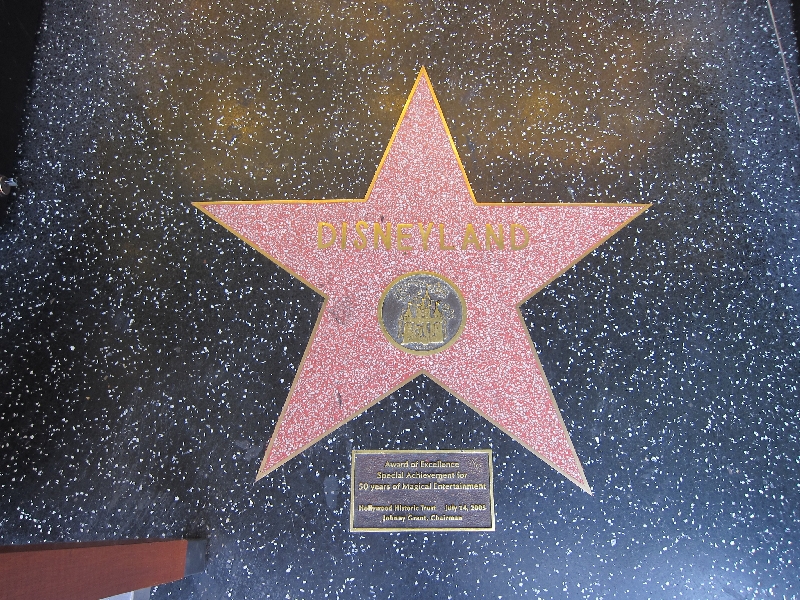 DISNEYLAND
Award of Excellence
Special Achievement for
50 years of Magical Entertainment
Hollywood Historic Trust July 14, 2005
Johnny Grant, Chairman